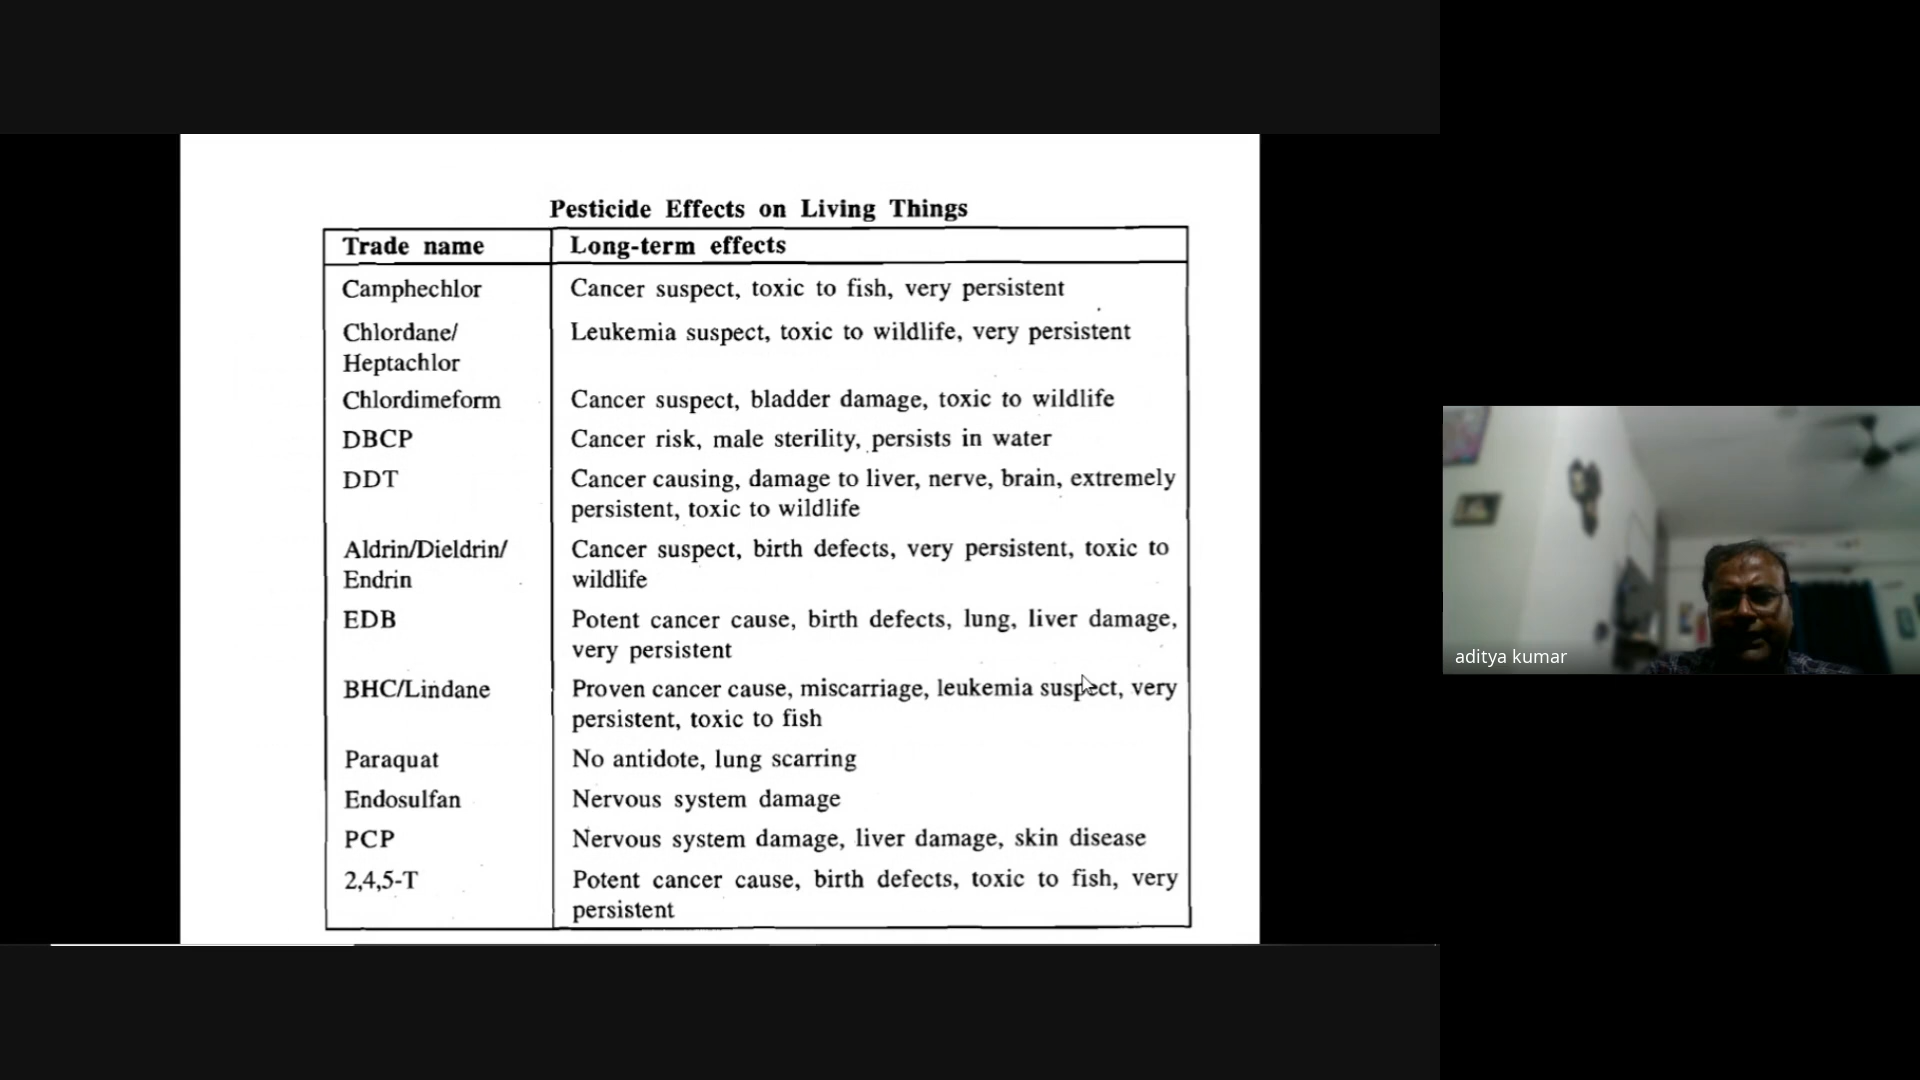 Pesticide Effects on Living Things
Trade name Long-term effects
Camphechlor Cancer suspect, toxic to fish, very persistent
Chlordane/ Leukemia suspect, toxic to wildlife, very persistent
Heptachlor
Chlordimeform Cancer suspect, bladder damage, toxic to wildlife
DBCP Cancer risk, male sterility, persists in water
DDT Cancer causing, damage to liver, nerve, brain, extremely
persistent, toxic to wildlife
Aldrin/Dieldrin/ Cancer suspect, birth defects, very persistent, toxic to
Endrin wildlife
EDB Potent cancer cause, birth defects, lung, liver damage,
very persistent
BHC/Lindane Proven cancer cause, miscarriage, leukemia suspect, very
persistent, toxic to fish
Paraquat No antidote, lung scarring
Endosulfan Nervous system damage
PCP Nervous system damage, liver damage, skin disease
2,4,5-T Potent cancer cause, birth defects, toxic to fish, very
persistent
aditya kumar